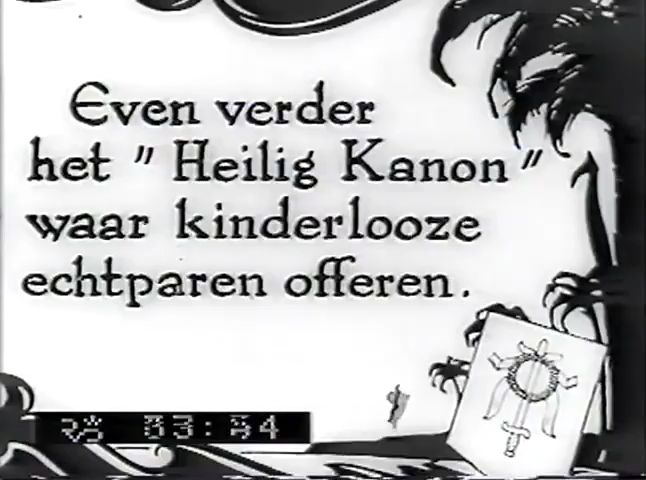 Even verder
het " Heilig Kanon "
waar kinderlooze
echtparen offeren.